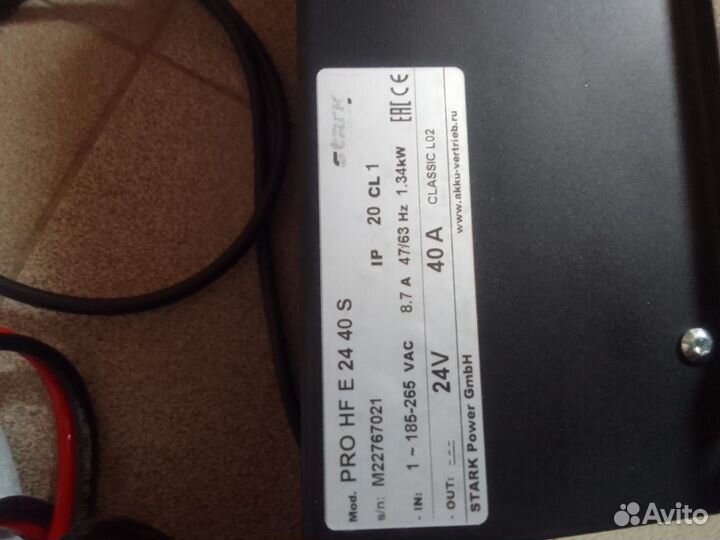 stark
Mod. PRO HF E 24 40 S
s/n: M22767021 IP 20 CL 1
- IN: 1 ~ 185-265 VAC 8.7 A 47/63 Hz 1.34kW EAC CE
- OUT: 24V 40 A CLASSIC L02
STARK Power GmbH www.akku-vertrieb.ru
Avito